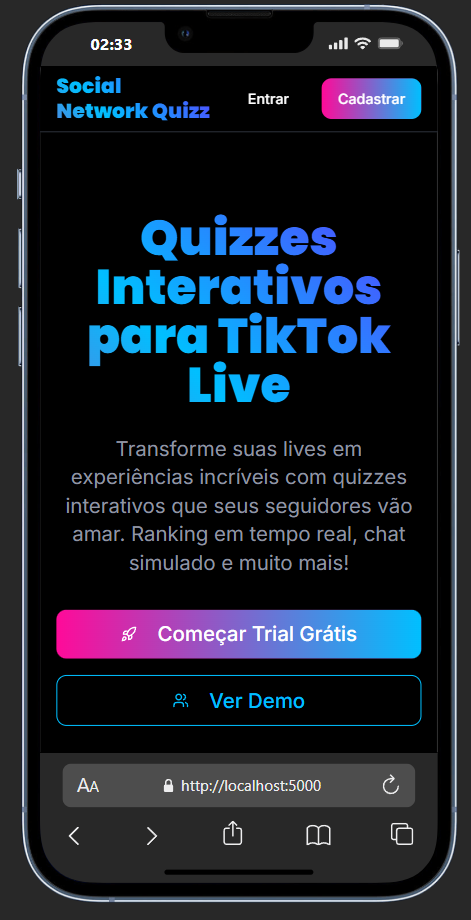 02:33
Social
Network Quizz
Entrar
Cadastrar
Quizzes
Interativos
para TikTok
Live
Transforme suas lives em
experiências incríveis com quizzes
interativos que seus seguidores vão
amar. Ranking em tempo real, chat
simulado e muito mais!
Começar Trial Grátis
Ver Demo
AA http://localhost:5000